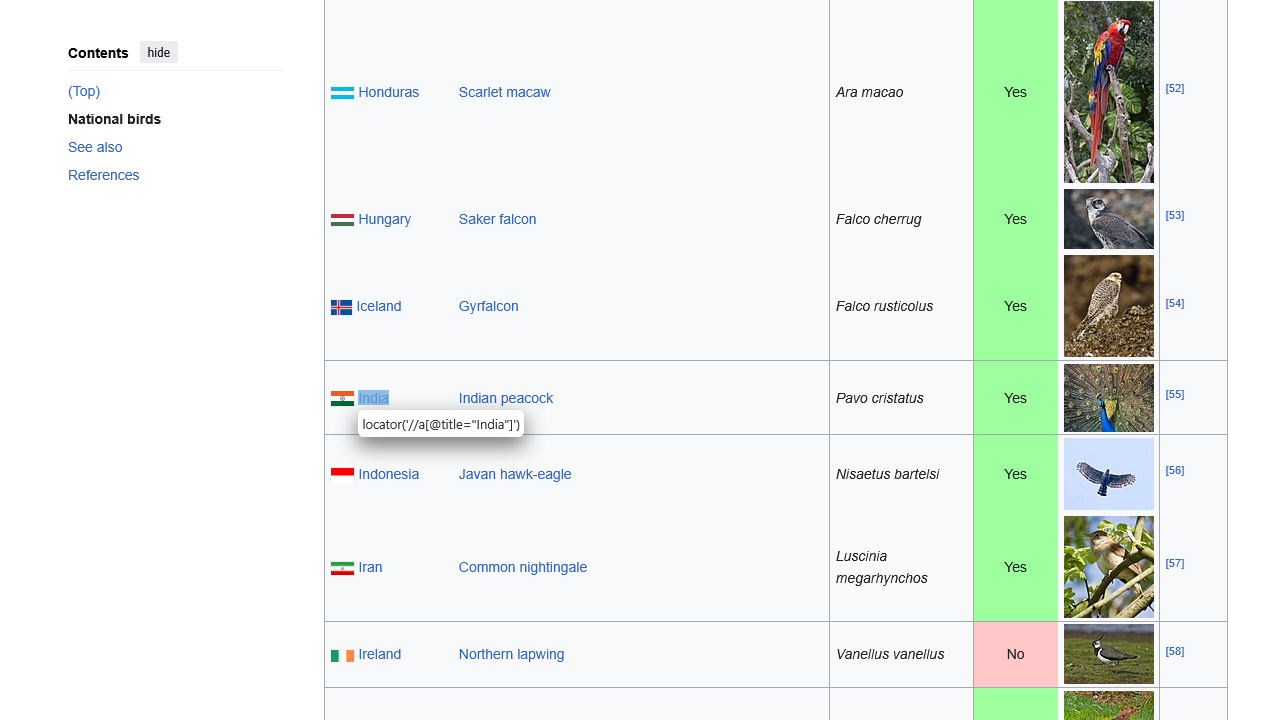 Contents hide
(Top)
National birds
See also
References
Honduras Scarlet macaw Ara macao Yes [52]
Hungary Saker falcon Falco cherrug Yes [53]
Iceland Gyrfalcon Falco rusticolus Yes [54]
India Indian peacock Pavo cristatus Yes [55]
locator('//a[@title="India"]')
Indonesia Javan hawk-eagle Nisaetus bartelsi Yes [56]
Iran Common nightingale Luscinia megarhynchos Yes [57]
Ireland Northern lapwing Vanellus vanellus No [58]